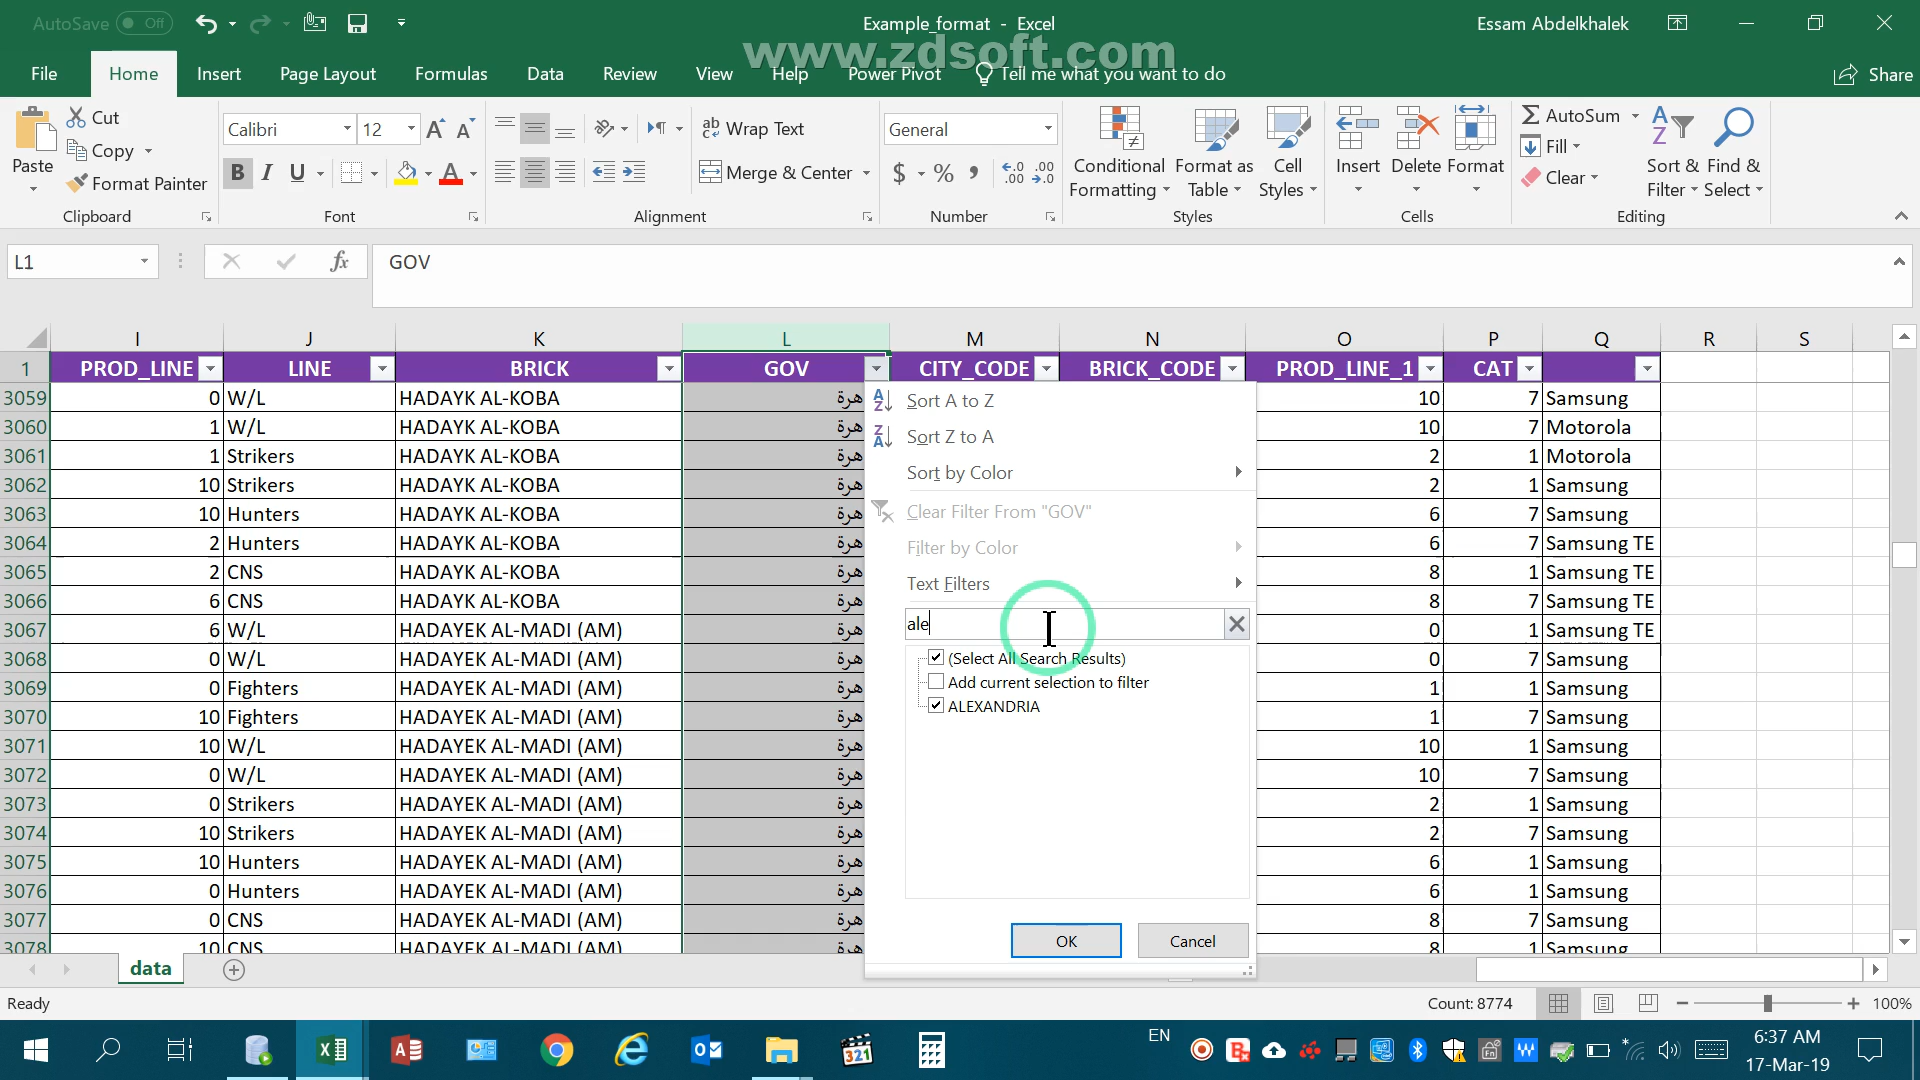 AutoSave Off Example_format - Excel Essam Abdelkhalek
www.zdsoft.com
File Home Insert Page Layout Formulas Data Review View Help Power Pivot Tell me what you want to do Share
Paste Cut Copy Format Painter
Clipboard
Calibri 12
B I U
Font
ab Wrap Text
Merge & Center
Alignment
General
$ % ,
Number
Conditional Formatting
Format as Table
Cell Styles
Styles
Insert Delete Format
Cells
AutoSum
Fill
Clear
Sort & Filter
Find & Select
Editing
L1 fx GOV
I J K L M N O P Q R S
1 PROD_LINE LINE BRICK GOV CITY_CODE BRICK_CODE PROD_LINE_1 CAT
3059 0 W/L HADAYK AL-KOBA هرة 10 7 Samsung
3060 1 W/L HADAYK AL-KOBA هرة 10 7 Motorola
3061 1 Strikers HADAYK AL-KOBA هرة 2 1 Motorola
3062 10 Strikers HADAYK AL-KOBA هرة 2 1 Samsung
3063 10 Hunters HADAYK AL-KOBA هرة 6 7 Samsung
3064 2 Hunters HADAYK AL-KOBA هرة 6 7 Samsung TE
3065 2 CNS HADAYK AL-KOBA هرة 8 1 Samsung TE
3066 6 CNS HADAYK AL-KOBA هرة 8 7 Samsung TE
3067 6 W/L HADAYEK AL-MADI (AM) هرة 0 1 Samsung TE
3068 0 W/L HADAYEK AL-MADI (AM) هرة 0 7 Samsung
3069 0 Fighters HADAYEK AL-MADI (AM) هرة 1 1 Samsung
3070 10 Fighters HADAYEK AL-MADI (AM) هرة 1 7 Samsung
3071 10 W/L HADAYEK AL-MADI (AM) هرة 10 1 Samsung
3072 0 W/L HADAYEK AL-MADI (AM) هرة 10 7 Samsung
3073 0 Strikers HADAYEK AL-MADI (AM) هرة 2 1 Samsung
3074 10 Strikers HADAYEK AL-MADI (AM) هرة 2 7 Samsung
3075 10 Hunters HADAYEK AL-MADI (AM) هرة 6 1 Samsung
3076 0 Hunters HADAYEK AL-MADI (AM) هرة 6 1 Samsung
3077 0 CNS HADAYEK AL-MADI (AM) هرة 8 7 Samsung
3078 10 CNS HADAYEK AL-MADI (AM) هرة 8 1 Samsung
Sort A to Z
Sort Z to A
Sort by Color
Clear Filter From "GOV"
Filter by Color
Text Filters
ale
(Select All Search Results)
Add current selection to filter
ALEXANDRIA
OK Cancel
data
Ready Count: 8774 100%
EN 6:37 AM
17-Mar-19